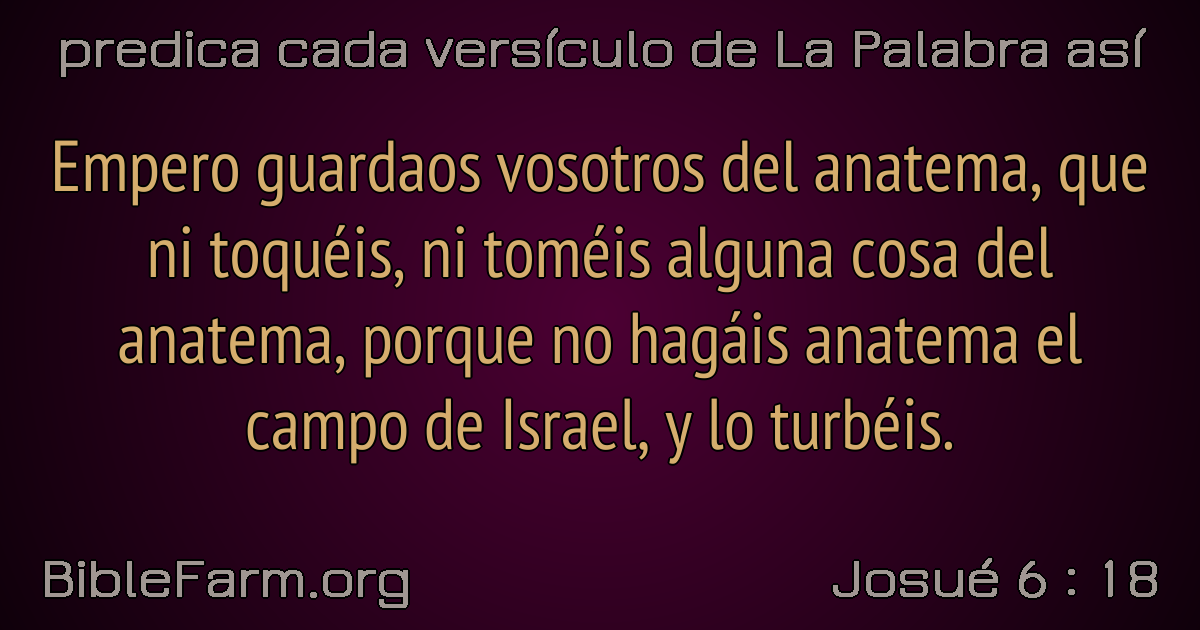 predica cada versículo de La Palabra así
Empero guardaos vosotros del anatema, que
ni toquéis, ni toméis alguna cosa del
anatema, porque no hagáis anatema el
campo de Israel, y lo turbéis.
BibleFarm.org
Josué 6 : 18